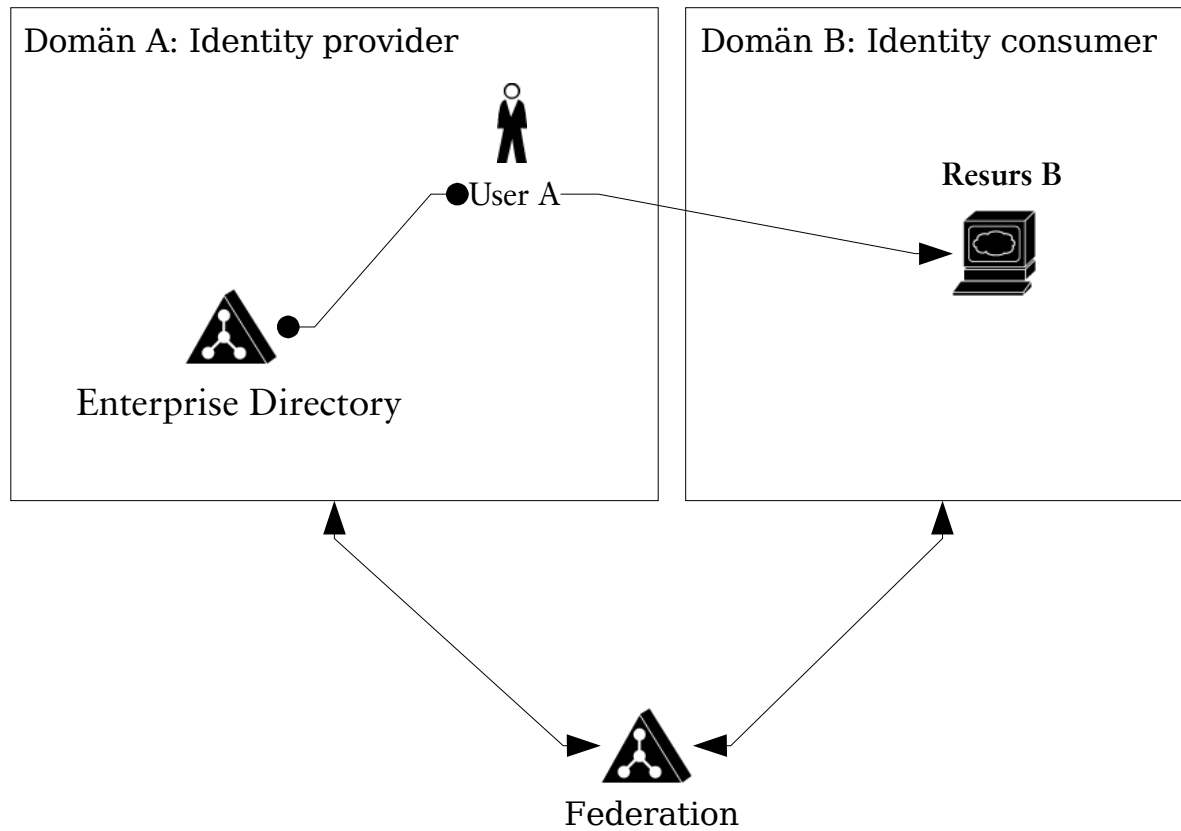 Domän A: Identity provider
Domän B: Identity consumer
User A
Resurs B
Enterprise Directory
Federation